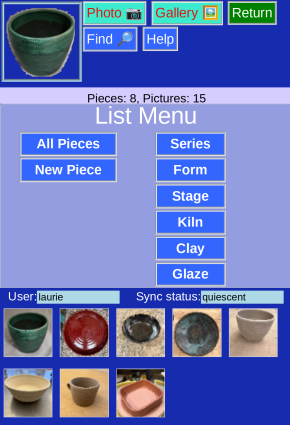 Photo 📷 Gallery 🖼️ Return
Find 🔎 Help
Pieces: 8, Pictures: 15
List Menu
All Pieces Series
New Piece Form
Stage
Kiln
Clay
Glaze
User: laurie Sync status: quiescent